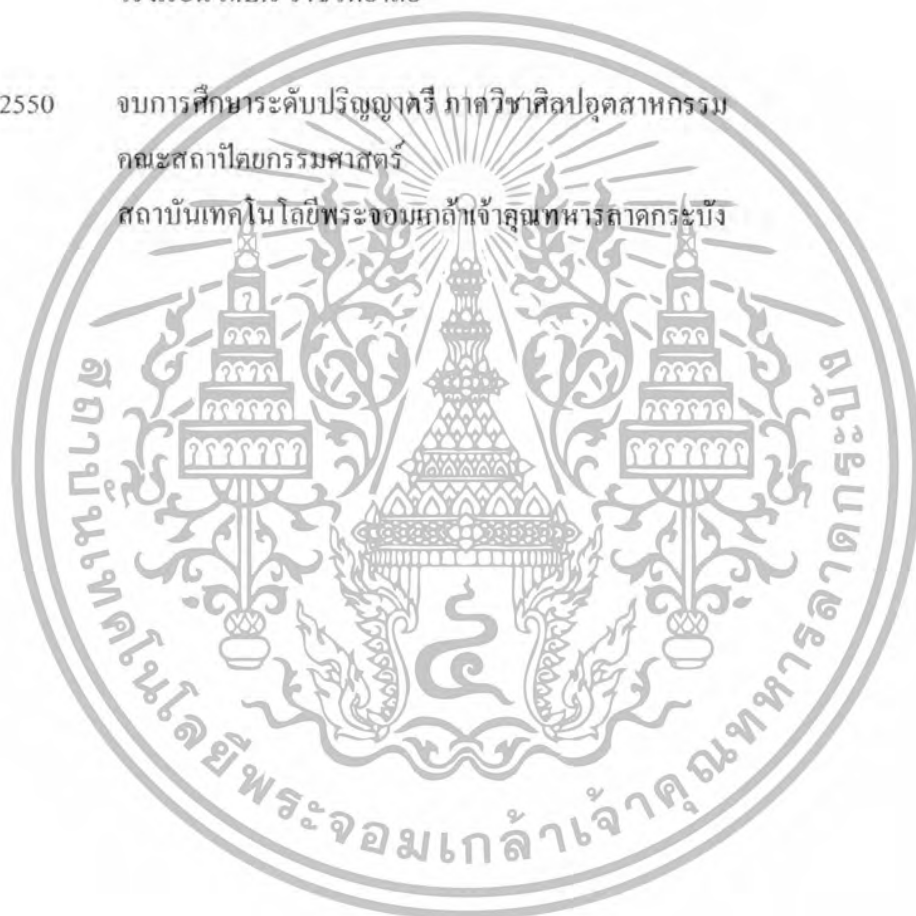 2550 จบการศึกษาระดับปริญญาตรี ภาควิชาศิลปอุตสาหกรรม
คณะสถาปัตยกรรมศาสตร์
สถาบันเทคโนโลยีพระจอมเกล้าเจ้าคุณทหารลาดกระบัง
สถาบันเทคโนโลยีพระจอมเกล้าเจ้าคุณทหารลาดกระบัง
๔